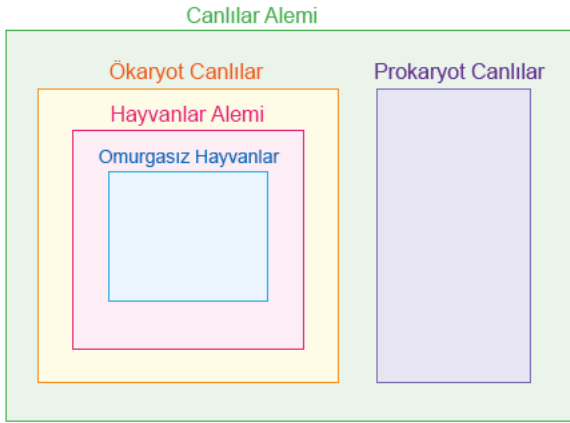 Canlılar Alemi
Ökaryot Canlılar
Prokaryot Canlılar
Hayvanlar Alemi
Omurgasız Hayvanlar